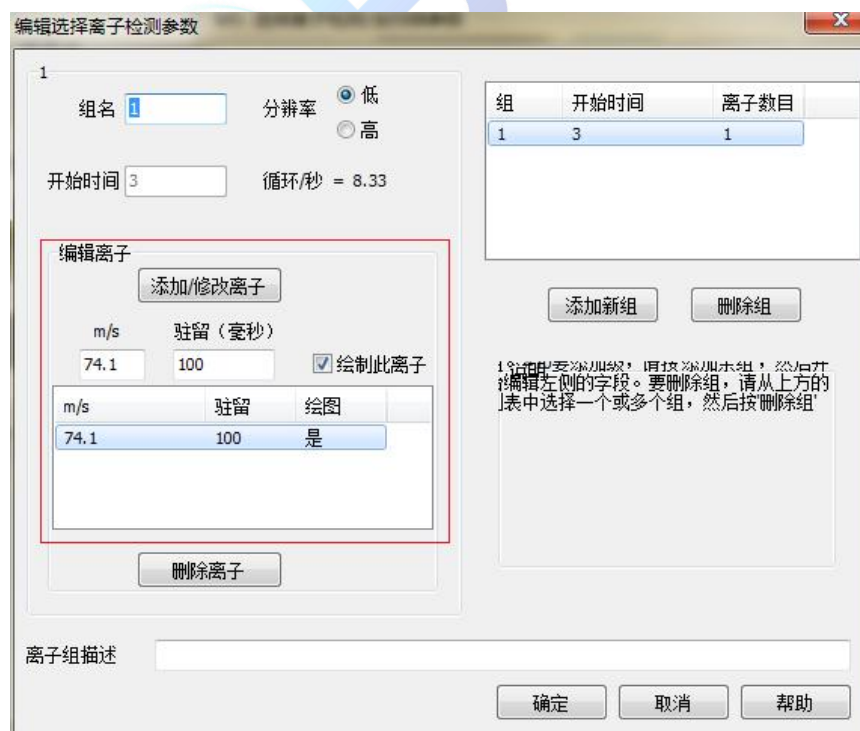 编辑选择离子检测参数
1
组名 1
分辨率 低
高
开始时间 3
循环/秒 = 8.33
编辑离子
添加/修改离子
m/s 驻留（毫秒）
74.1 100 绘制此离子
m/s 驻留 绘图
74.1 100 是
删除离子
组 开始时间 离子数目
1 3 1
添加新组 删除组
编辑左侧的字段。要删除组，请从上方的
表中选择一个或多个组，然后按'删除组'
离子组描述
确定 取消 帮助